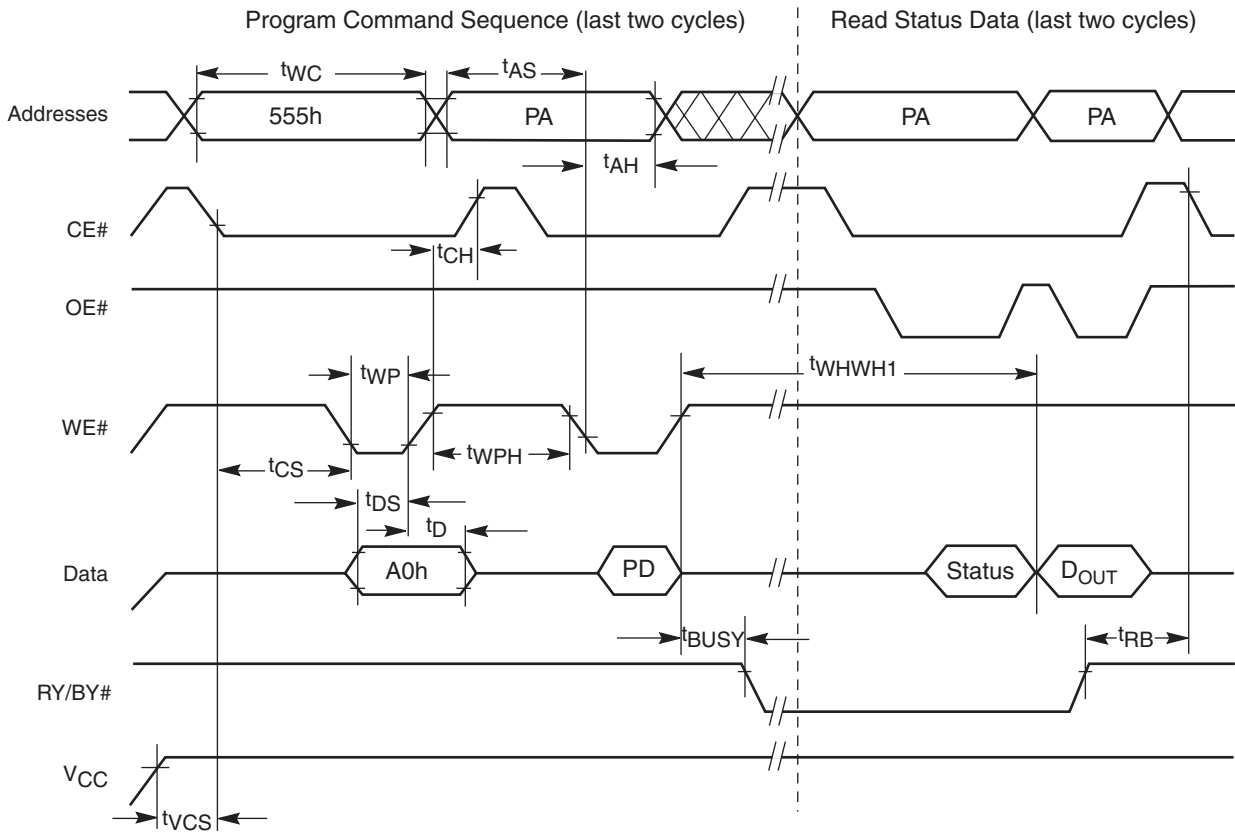 Program Command Sequence (last two cycles)
Read Status Data (last two cycles)
tWC
tAS
Addresses
555h
PA
PA
PA
tAH
CE#
tCH
OE#
tWP
tWHWH1
WE#
tCS
tWPH
tDS
tD
Data
A0h
PD
Status
DOUT
tBUSY
tRB
RY/BY#
VCC
tVCS